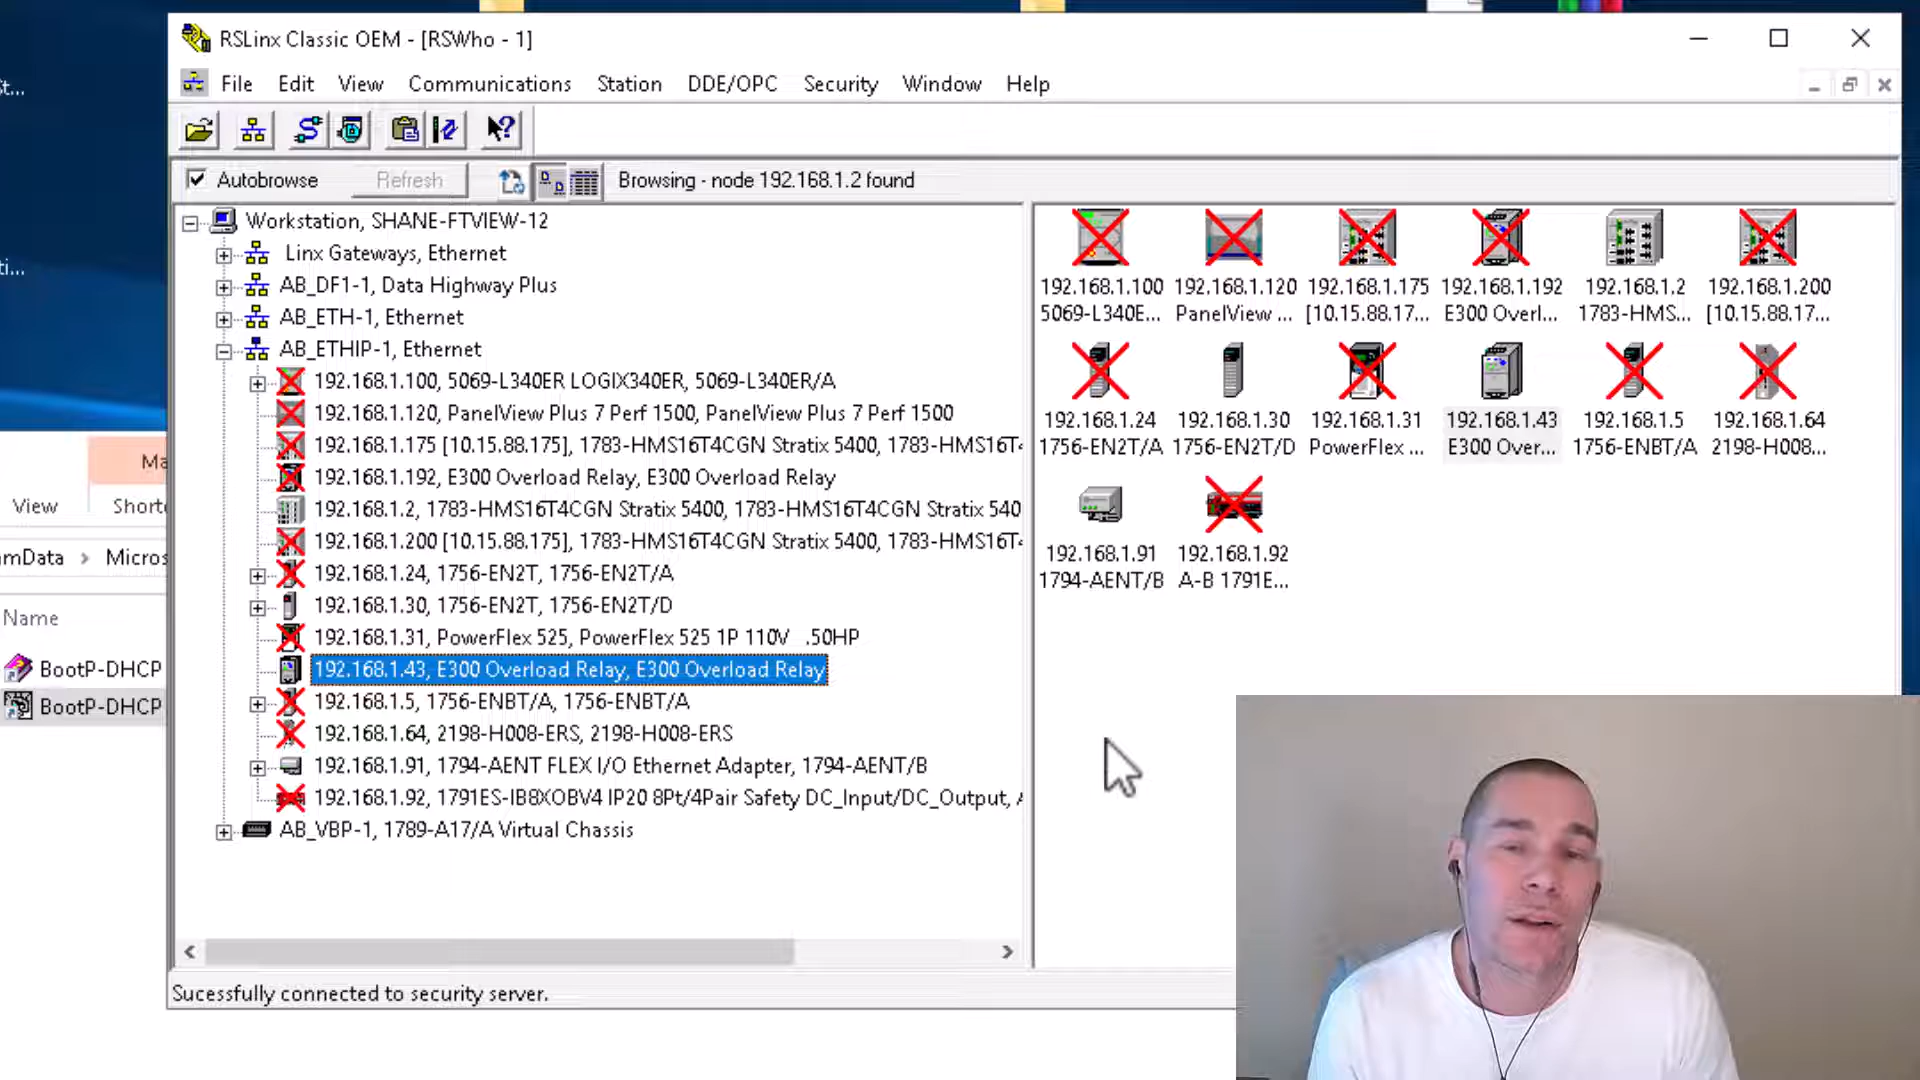 RSLinx Classic OEM - [RSWho - 1]
File Edit View Communications Station DDE/OPC Security Window Help
Autobrowse Refresh Browsing - node 192.168.1.2 found
Workstation, SHANE-FTVIEW-12
Linx Gateways, Ethernet
AB_DF1-1, Data Highway Plus
AB_ETH-1, Ethernet
AB_ETHIP-1, Ethernet
192.168.1.100, 5069-L340ER LOGIX340ER, 5069-L340ER/A
192.168.1.120, PanelView Plus 7 Perf 1500, PanelView Plus 7 Perf 1500
192.168.1.175 [10.15.88.175], 1783-HMS16T4CGN Stratix 5400, 1783-HMS16T4
192.168.1.192, E300 Overload Relay, E300 Overload Relay
192.168.1.2, 1783-HMS16T4CGN Stratix 5400, 1783-HMS16T4CGN Stratix 540
192.168.1.200 [10.15.88.175], 1783-HMS16T4CGN Stratix 5400, 1783-HMS16T4
192.168.1.24, 1756-EN2T, 1756-EN2T/A
192.168.1.30, 1756-EN2T, 1756-EN2T/D
192.168.1.31, PowerFlex 525, PowerFlex 525 1P 110V .50HP
192.168.1.43, E300 Overload Relay, E300 Overload Relay
192.168.1.5, 1756-ENBT/A, 1756-ENBT/A
192.168.1.64, 2198-H008-ERS, 2198-H008-ERS
192.168.1.91, 1794-AENT FLEX I/O Ethernet Adapter, 1794-AENT/B
192.168.1.92, 1791ES-IB8XOBV4 IP20 8Pt/4Pair Safety DC_Input/DC_Output, A
AB_VBP-1, 1789-A17/A Virtual Chassis
192.168.1.100 192.168.1.120 192.168.1.175 192.168.1.192 192.168.1.2 192.168.1.200
5069-L340E... PanelView ... [10.15.88.17... E300 Overl... 1783-HMS... [10.15.88.17...
192.168.1.24 192.168.1.30 192.168.1.31 192.168.1.43 192.168.1.5 192.168.1.64
1756-EN2T/A 1756-EN2T/D PowerFlex ... E300 Over... 1756-ENBT/A 2198-H008...
192.168.1.91 192.168.1.92
1794-AENT/B A-B 1791E...
Sucessfully connected to security server.
t...
ti...
Ma
View Shortc
mData > Micros
Name
BootP-DHCP
BootP-DHCP